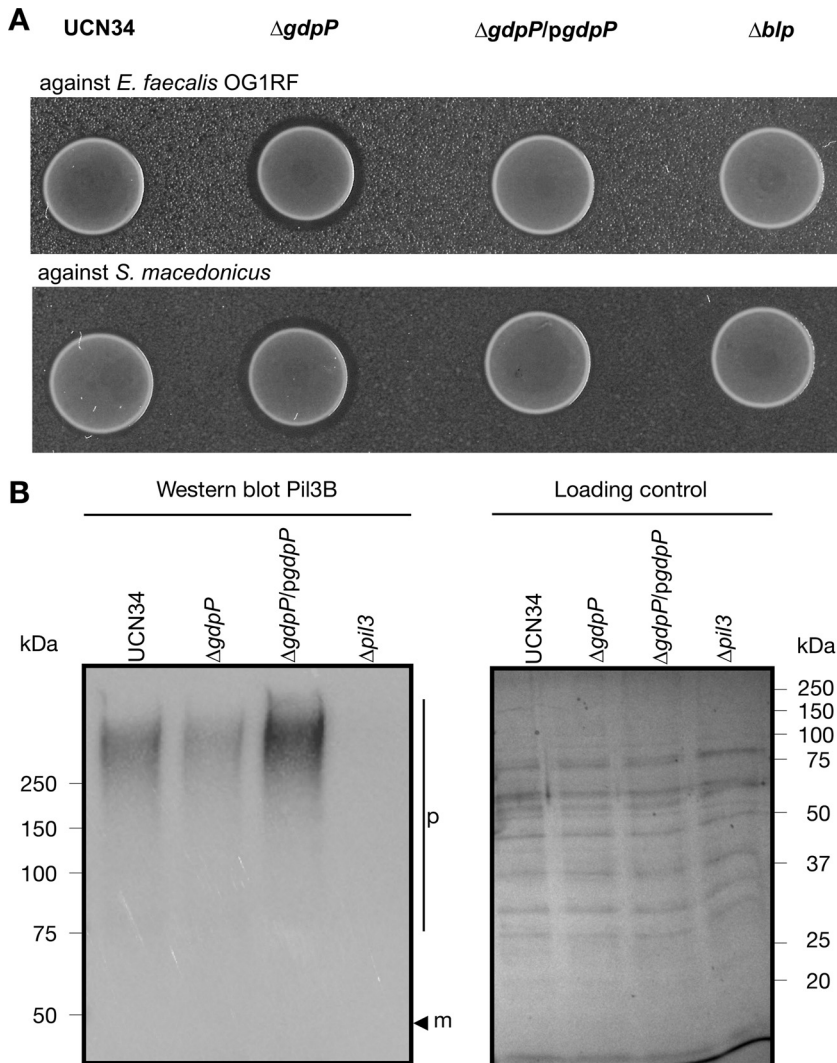 A
UCN34 ΔgdpP ΔgdpP/pgdpP Δblp
against E. faecalis OG1RF
against S. macedonicus
B
Western blot Pil3B Loading control
kDa UCN34 ΔgdpP ΔgdpP/pgdpP Δpil3 UCN34 ΔgdpP ΔgdpP/pgdpP Δpil3 kDa
250
150
100
75
50
p
m
250
150
100
75
50
37
25
20